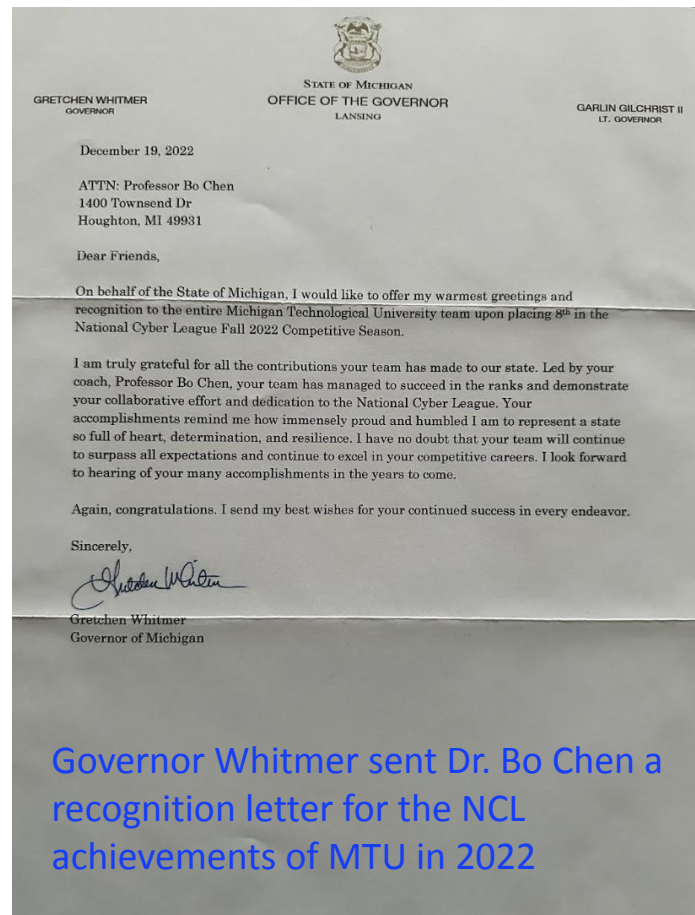 STATE OF MICHIGAN
GRETCHEN WHITMER
GOVERNOR
OFFICE OF THE GOVERNOR
LANSING
GARLIN GILCHRIST II
LT. GOVERNOR
December 19, 2022
ATTN: Professor Bo Chen
1400 Townsend Dr
Houghton, MI 49931
Dear Friends,
On behalf of the State of Michigan, I would like to offer my warmest greetings and
recognition to the entire Michigan Technological University team upon placing 8th in the
National Cyber League Fall 2022 Competitive Season.
I am truly grateful for all the contributions your team has made to our state. Led by your
coach, Professor Bo Chen, your team has managed to succeed in the ranks and demonstrate
your collaborative effort and dedication to the National Cyber League. Your
accomplishments remind me how immensely proud and humbled I am to represent a state
so full of heart, determination, and resilience. I have no doubt that your team will continue
to surpass all expectations and continue to excel in your competitive careers. I look forward
to hearing of your many accomplishments in the years to come.
Again, congratulations. I send my best wishes for your continued success in every endeavor.
Sincerely,
Gretchen Whitmer
Gretchen Whitmer
Governor of Michigan
Governor Whitmer sent Dr. Bo Chen a
recognition letter for the NCL
achievements of MTU in 2022